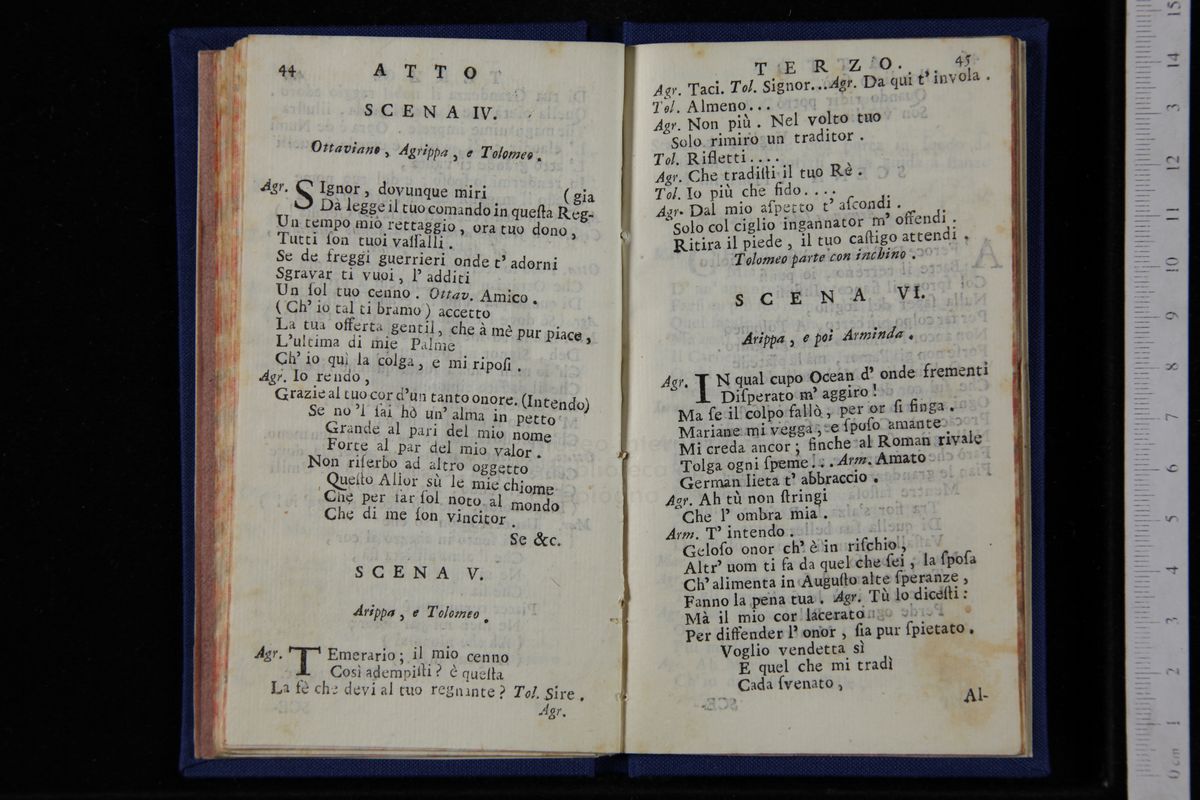 44
ATTO
SCENA IV.
Ottaviano, Agrippa, e Tolomeo.
Agr. SIgnor, dovunque miri (gia
Dà legge il tuo comando in queſta Reg-
Un tempo mio rettaggio, ora tuo dono,
Tutti ſon tuoi vaſſalli.
Se de freggi guerrieri onde t' adorni
Sgravar ti vuoi, l' additi
Un ſol tuo cenno. Ottav. Amico.
(Ch' io tal ti bramo) accetto
La tua offerta gentil, che à mè pur piace,
L'ultima di mie Palme
Ch' io quì la colga, e mi ripoſi.
Agr. Io rendo,
Grazie al tuo cor d'un tanto onore. (Intendo)
Se no 'l ſai hò un' alma in petto
Grande al pari del mio nome
Forte al par del mio valor.
Non riſerbo ad altro oggetto
Queſto Allor sù le mie chiome
Che per far ſol noto al mondo
Che di me ſon vincitor.
Se &c.
SCENA V.
Arippa, e Tolomeo.
Agr. TEmerario; il mio cenno
Così adempiſti? è queſta
La fè che devi al tuo regnante? Tol. Sire.
Agr.
TERZO.
45
Agr. Taci. Tol. Signor...Agr. Da qui t' invola.
Tol. Almeno...
Agr. Non più. Nel volto tuo
Solo rimiro un traditor.
Tol. Rifletti....
Agr. Che tradiſti il tuo Rè.
Tol. Io più che fido....
Agr. Dal mio aſpetto t' aſcondi.
Solo col ciglio ingannator m' offendi.
Ritira il piede, il tuo caſtigo attendi.
Tolomeo parte con inchino.
SCENA VI.
Arippa, e poi Arminda.
Agr. IN qual cupo Ocean d' onde frementi
Diſperato m' aggiro!
Ma ſe il colpo fallò, per or ſi finga.
Mariane mi vegga, e ſpoſo amante
Mi creda ancor; finche al Roman rivale
Tolga ogni ſpeme!.. Arm. Amato
German lieta t' abbraccio.
Agr. Ah tù non ſtringi
Che l' ombra mia.
Arm. T' intendo.
Geloſo onor ch' è in riſchio,
Altr' uom ti fa da quel che ſei, la ſpoſa
Ch' alimenta in Auguſto alte ſperanze,
Fanno la pena tua. Agr. Tù lo diceſti:
Mà il mio cor lacerato
Per diffender l' onor, ſia pur ſpietato.
Voglio vendetta sì
E quel che mi tradì
Cada ſvenato,
Al-